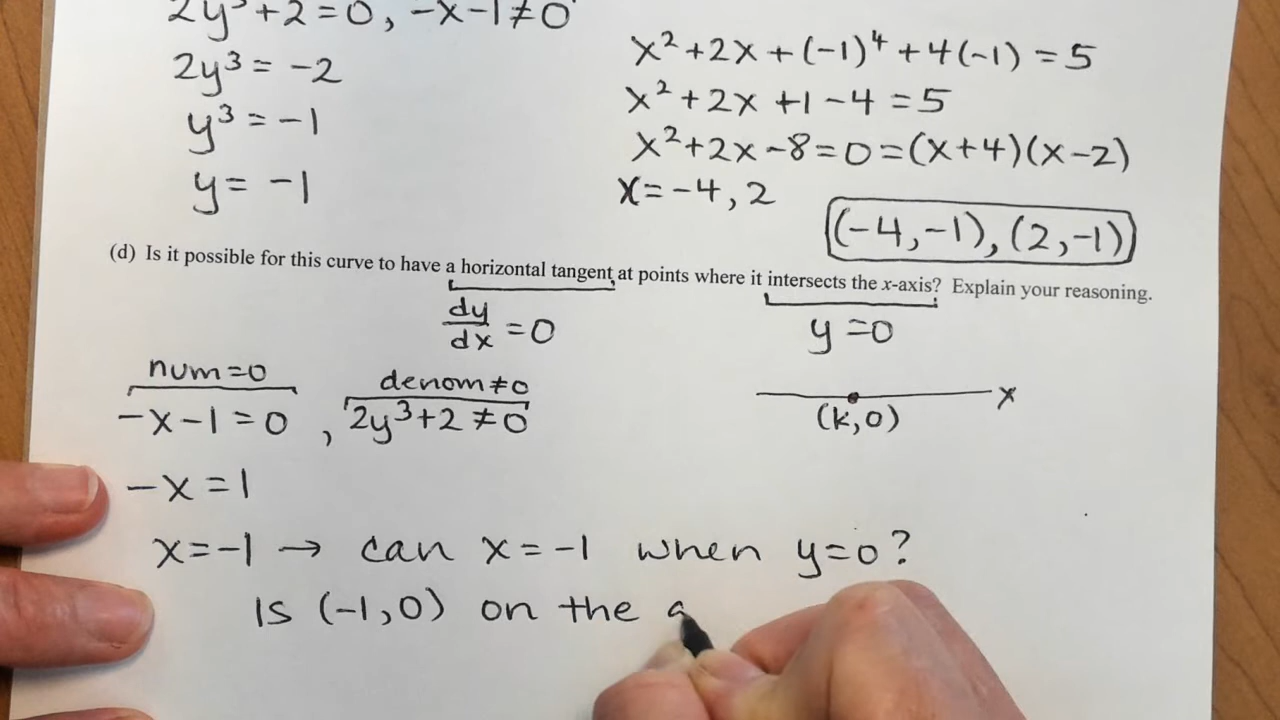 2y³+2=0, -x-1≠0
2y³ = -2
y³ = -1
y = -1
x²+2x+(-1)⁴+4(-1) = 5
x²+2x+1-4=5
x²+2x-8=0=(x+4)(x-2)
x=-4,2
(-4,-1),(2,-1)
(d) Is it possible for this curve to have a horizontal tangent at points where it intersects the x-axis? Explain your reasoning.
dy/dx = 0
y=0
num=0
denom≠0
-x-1=0, 2y³+2≠0
x
(k,0)
-x=1
x=-1 → can x=-1 when y=0?
Is (-1,0) on the